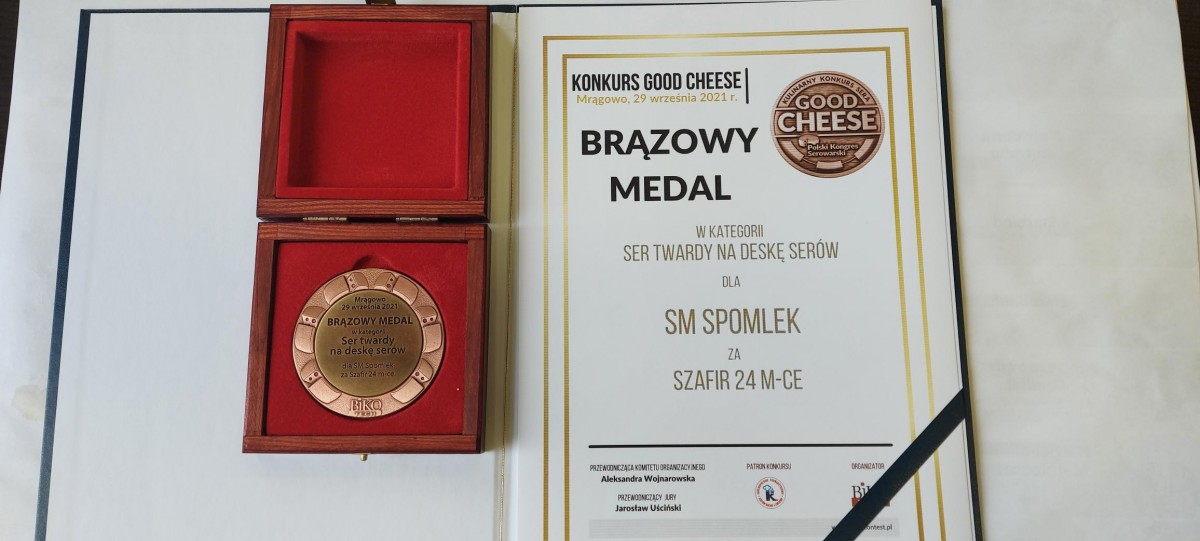 Mrągowo
29 września 2021
BRĄZOWY MEDAL
w kategorii
Ser twardy
na deskę serów
dla SM Spomlek
za Szafir 24 m-ce
BiKO
KONKURS GOOD CHEESE
Mrągowo, 29 września 2021 r.
KULINARNY KONKURS SERA
GOOD
CHEESE
Polski Kongres
Serowarski
BRĄZOWY
MEDAL
W KATEGORII
SER TWARDY NA DESKĘ SERÓW
DLA
SM SPOMLEK
ZA
SZAFIR 24 M-CE
PRZEWODNICZĄCA KOMITETU ORGANIZACYJNEGO
Aleksandra Wojnarowska
PRZEWODNICZĄCY JURY
Jarosław Uściński
PATRON KONKURSU
ORGANIZATOR